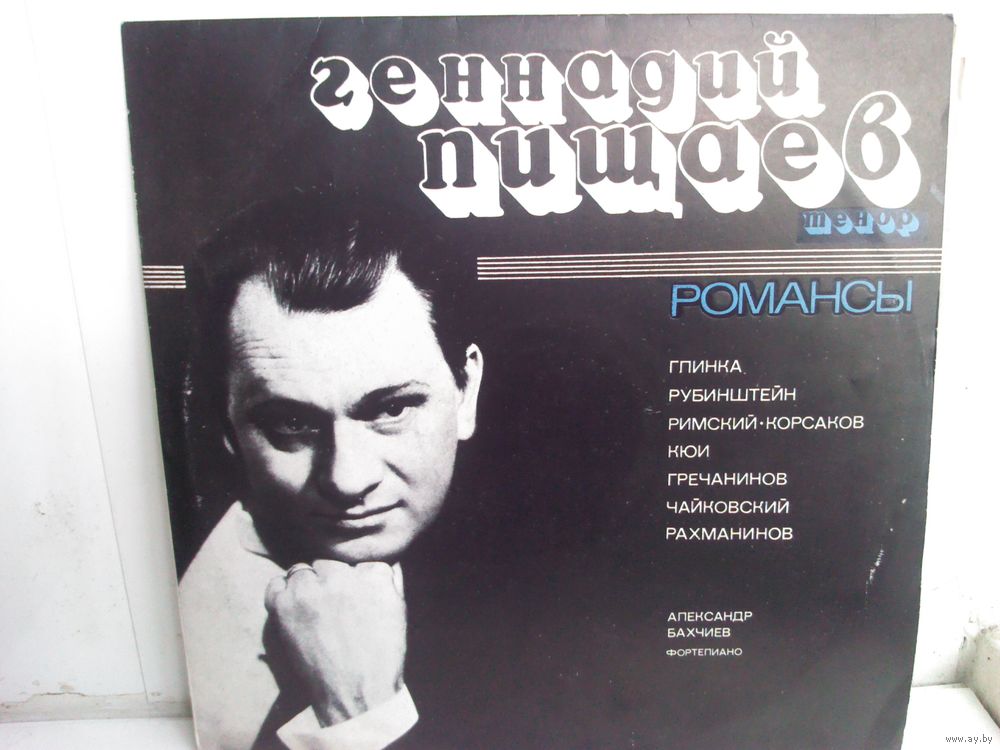 геннадий
пищаев
тенор
РОМАНСЫ
ГЛИНКА
РУБИНШТЕЙН
РИМСКИЙ·КОРСАКОВ
КЮИ
ГРЕЧАНИНОВ
ЧАЙКОВСКИЙ
РАХМАНИНОВ
АЛЕКСАНДР
БАХЧИЕВ
ФОРТЕПИАНО
www.ay.by